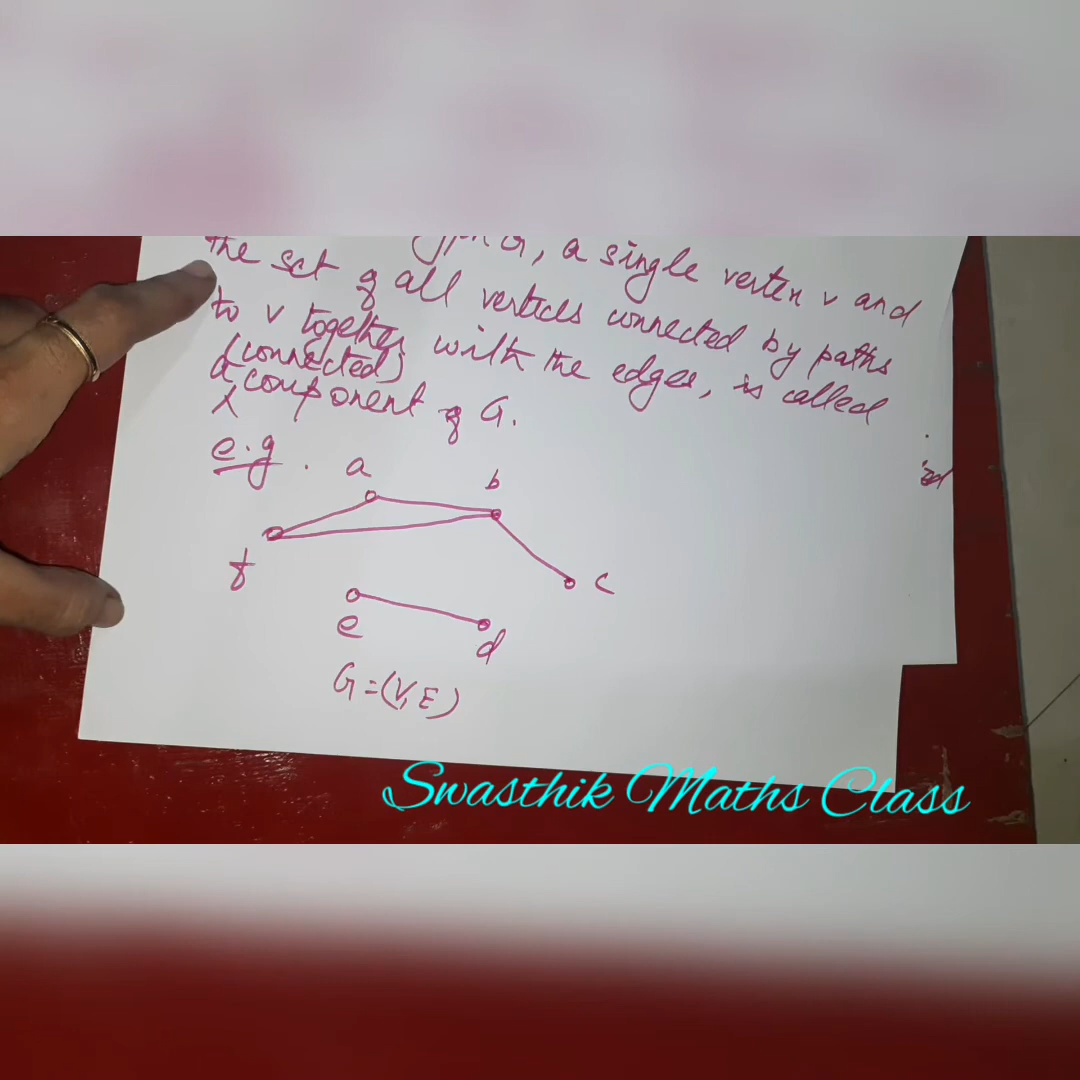 G, a single vertex v and
the set of all vertices connected by paths
to v together with the edges, is called
(connected)
a component of G.
e.g.
a
b
f
c
e
d
G=(V,E)
Swasthik Maths Class